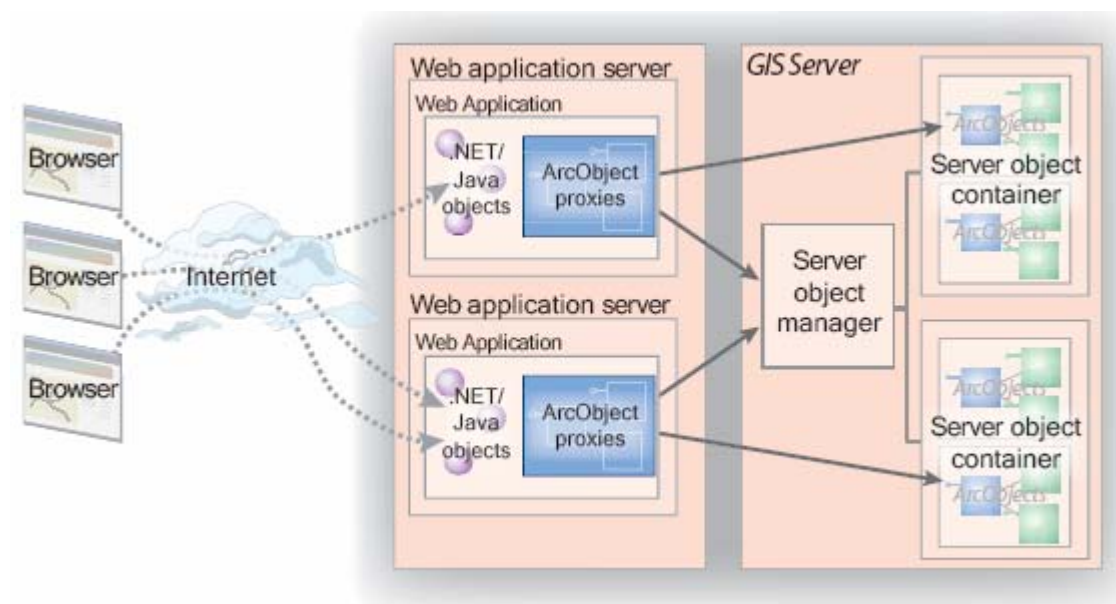 Browser
Browser
Browser
Internet
Web application server
Web Application
.NET/
Java
objects
ArcObject
proxies
Web application server
Web Application
.NET/
Java
objects
ArcObject
proxies
GIS Server
Server
object
manager
ArcObjects
Server object
container
ArcObjects
ArcObjects
Server object
container
ArcObjects